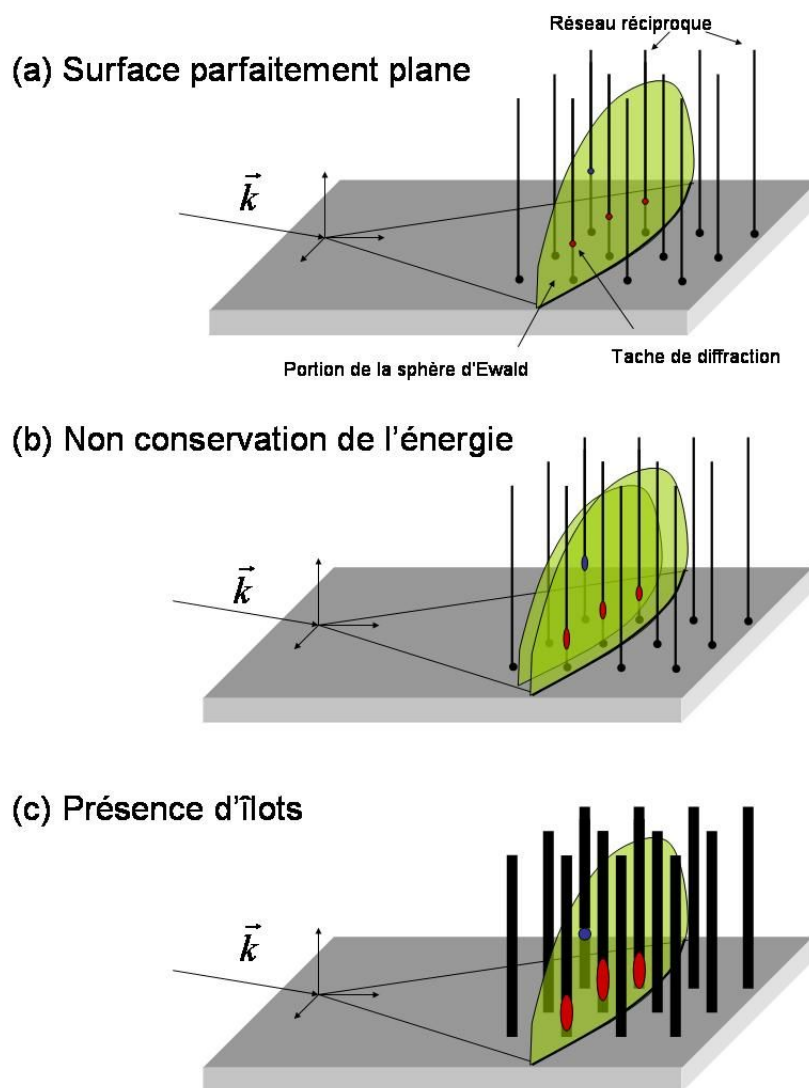 Réseau réciproque
(a) Surface parfaitement plane
k
Portion de la sphère d'Ewald
Tache de diffraction
(b) Non conservation de l'énergie
k
(c) Présence d'îlots
k